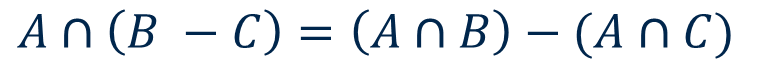 A ∩ (B − C) = (A ∩ B) − (A ∩ C)